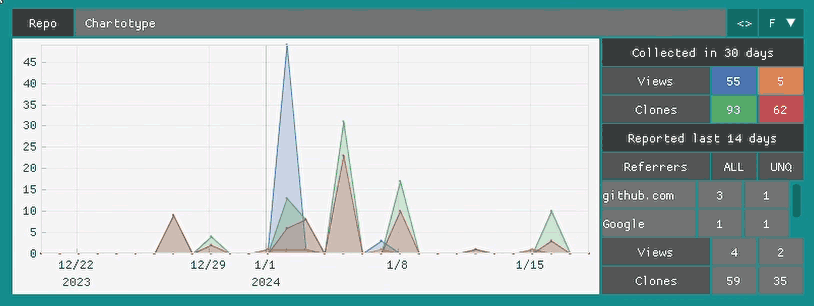 Repo Chartotype <> F ▼
Collected in 30 days
Views 55 5
Clones 93 62
Reported last 14 days
Referrers ALL UNQ
github.com 3 1
Google 1 1
Views 4 2
Clones 59 35
45
40
35
30
25
20
15
10
5
0
12/22 12/29 1/1 1/8 1/15
2023 2024